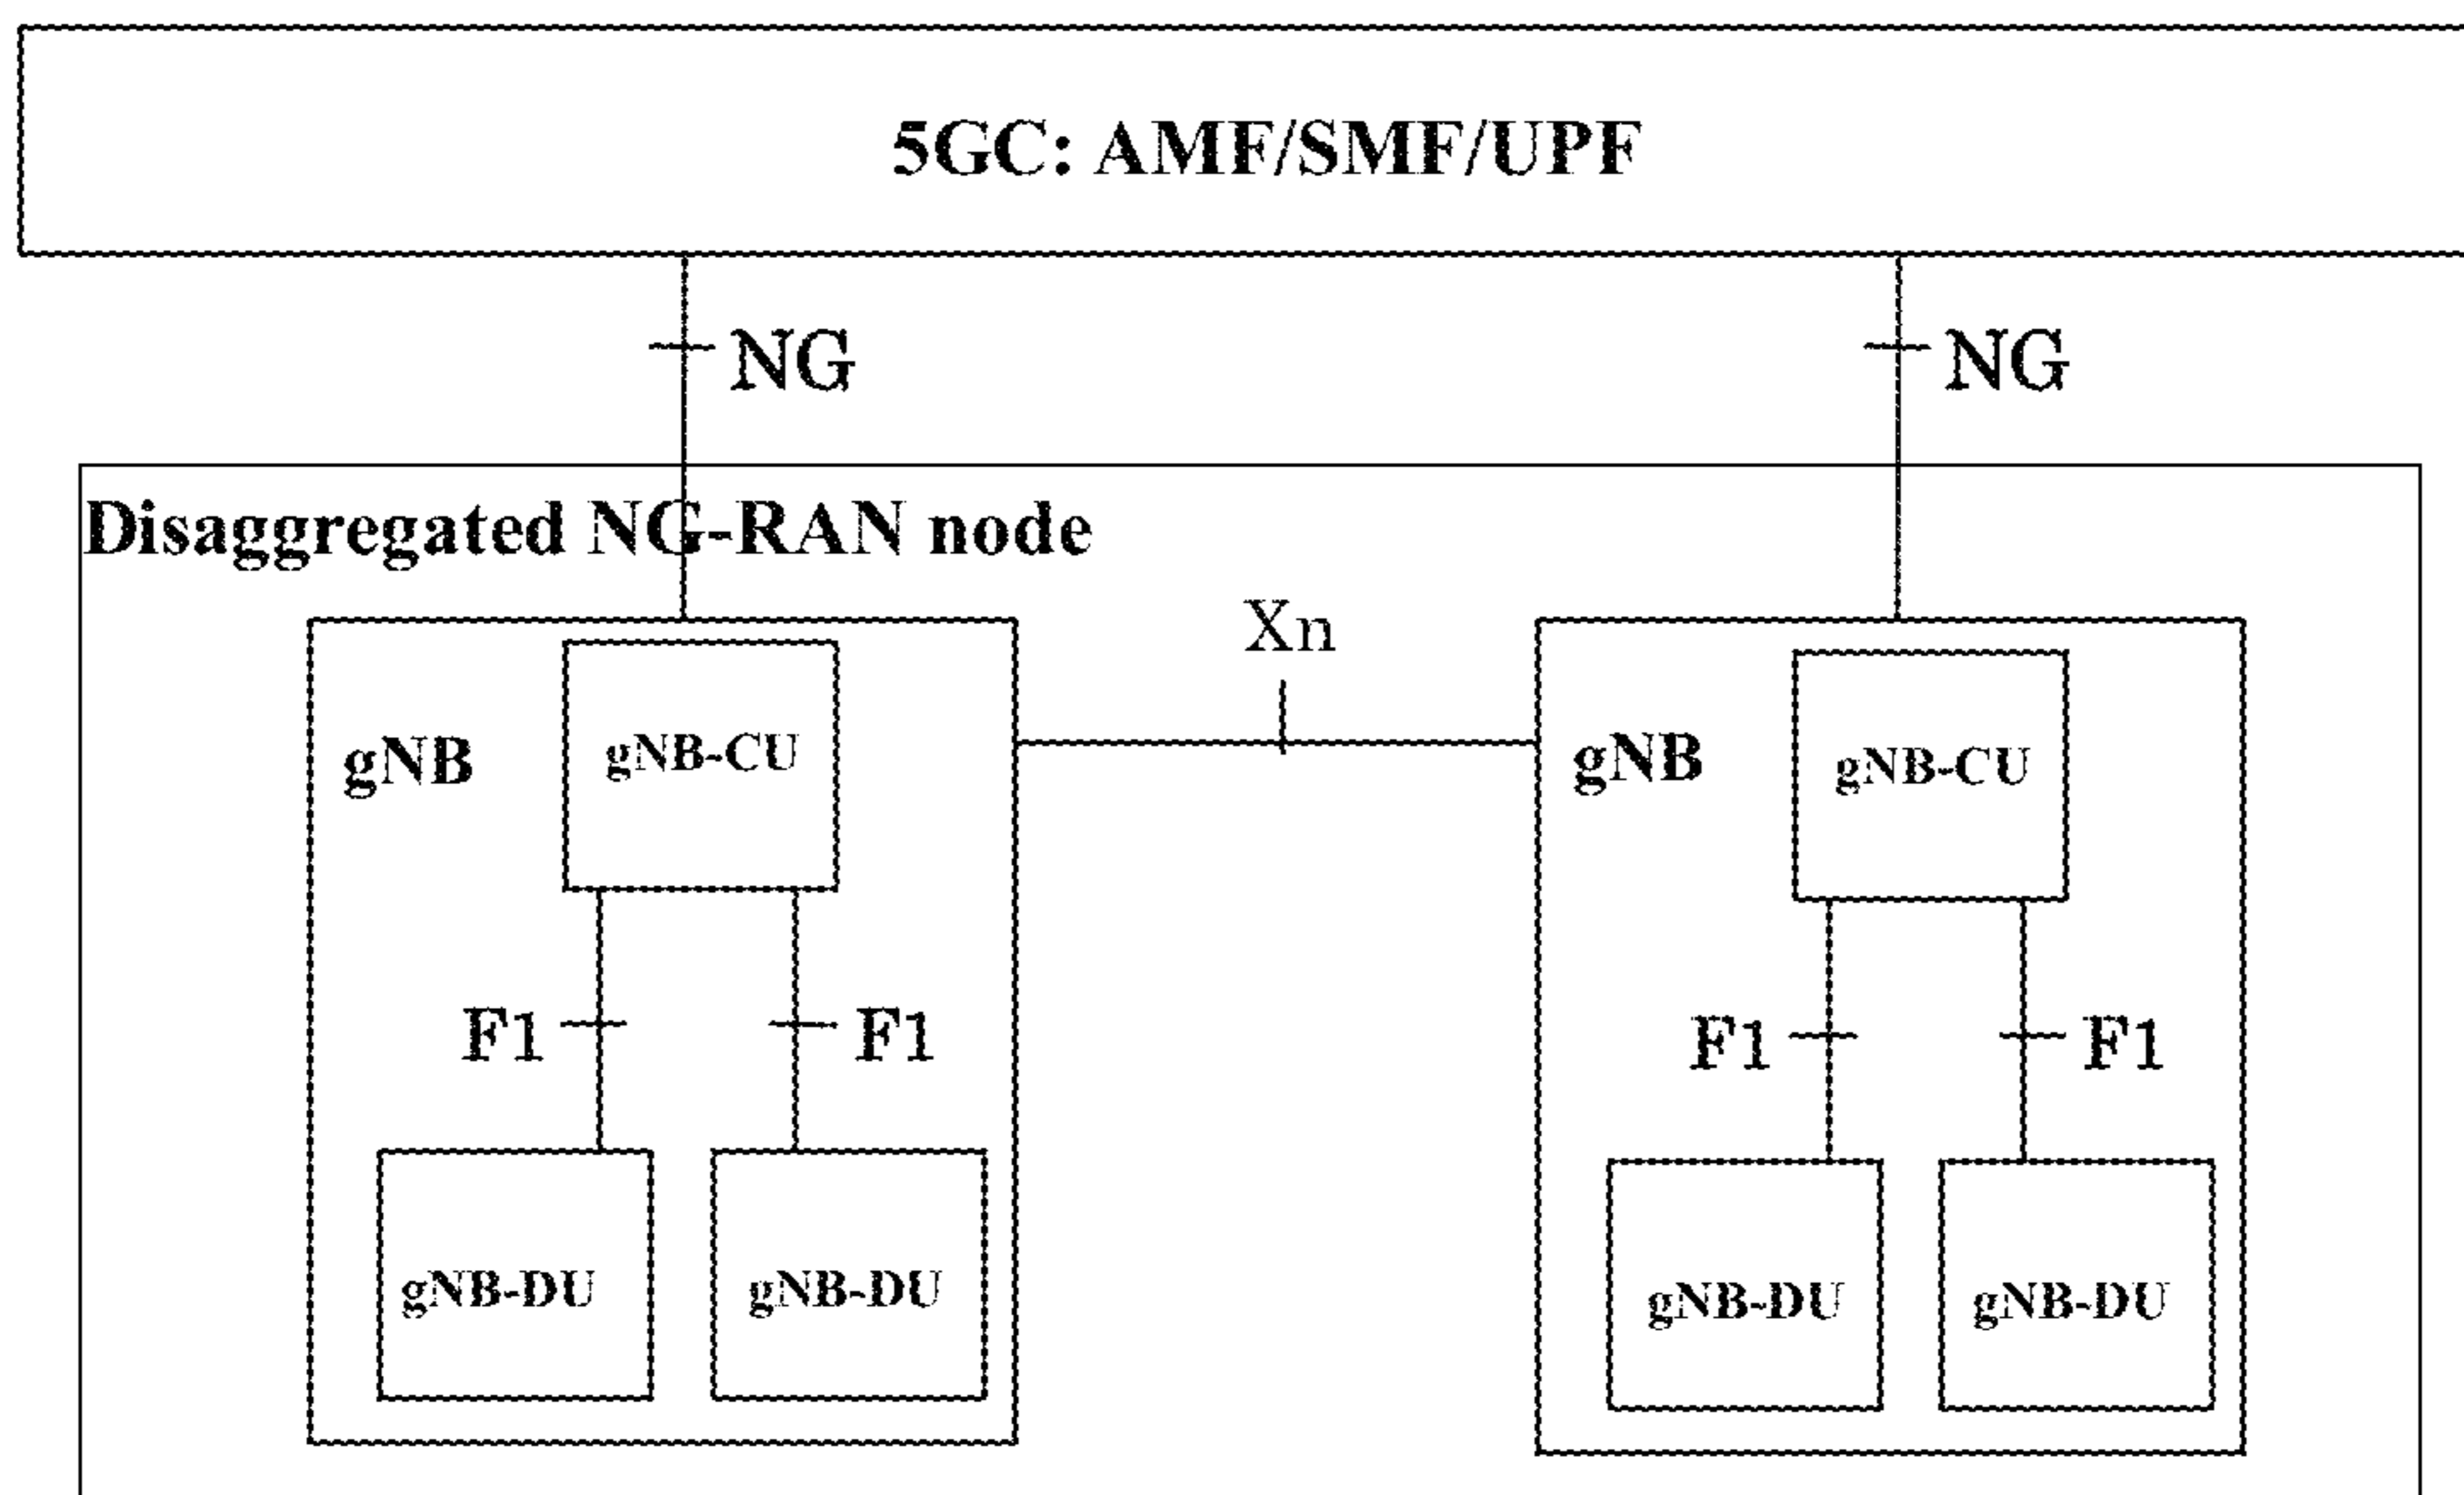 5GC: AMF/SMF/UPF
NG
NG
Disaggregated NG-RAN node
Xn
gNB
gNB-CU
gNB
gNB-CU
F1
F1
F1
F1
gNB-DU
gNB-DU
gNB-DU
gNB-DU